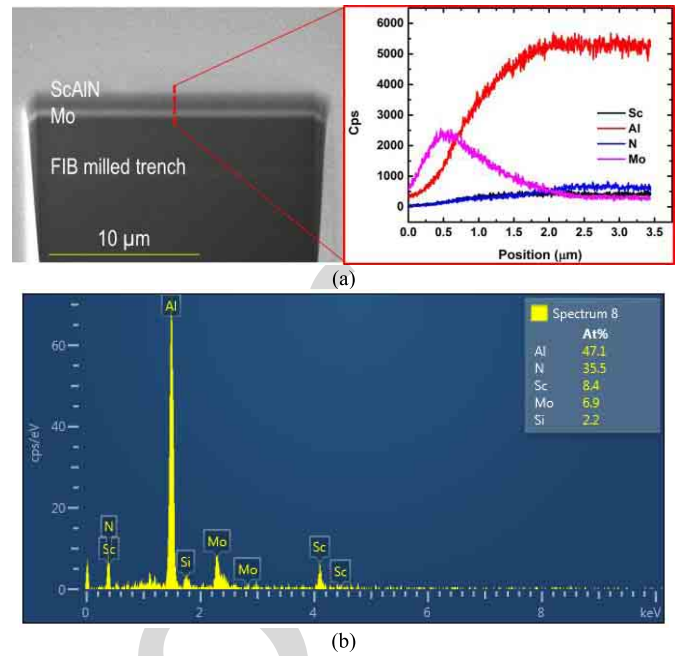 ScAlN
Mo
FIB milled trench
10 µm
Cps
6000
5000
4000
3000
2000
1000
0
Sc
Al
N
Mo
0.0 0.5 1.0 1.5 2.0 2.5 3.0 3.5
Position (µm)
(a)
cps/eV
60
40
20
0
Al
N
Sc
Si
Mo
Mo
Sc
Sc
0 2 4 6 8 keV
Spectrum 8
At%
Al 47.1
N 35.5
Sc 8.4
Mo 6.9
Si 2.2
(b)